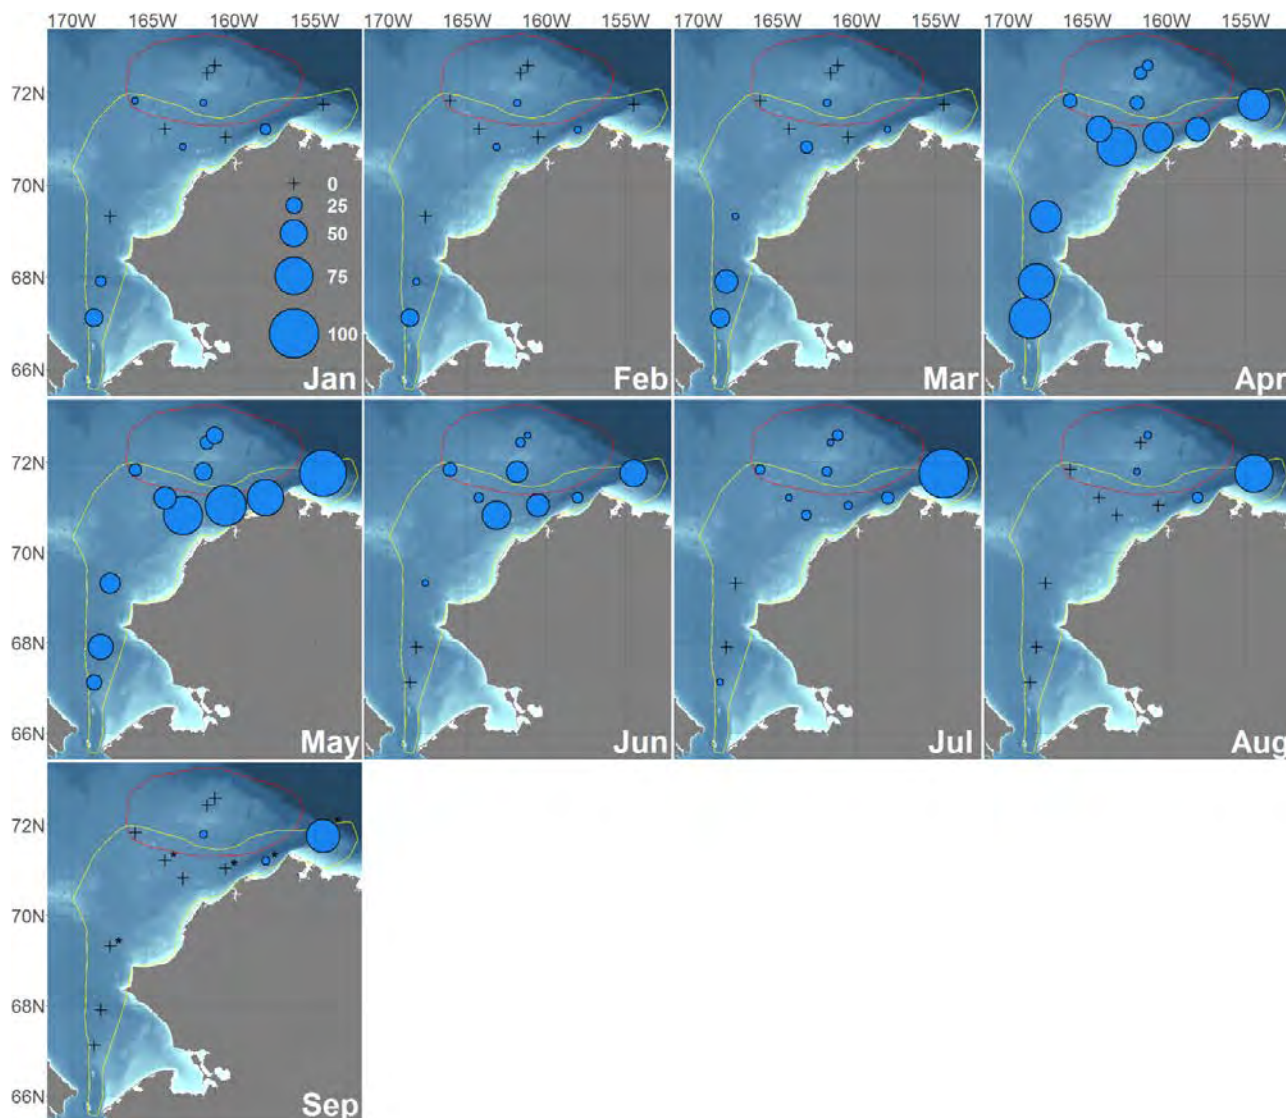 170W 165W 160W 155W 170W 165W 160W 155W 170W 165W 160W 155W 165W 160W 155W
72N
70N
68N
66N
0
25
50
75
100
Jan Feb Mar Apr
72N
70N
68N
66N
May Jun Jul Aug
72N
70N
68N
66N
* * * * * *
Sep